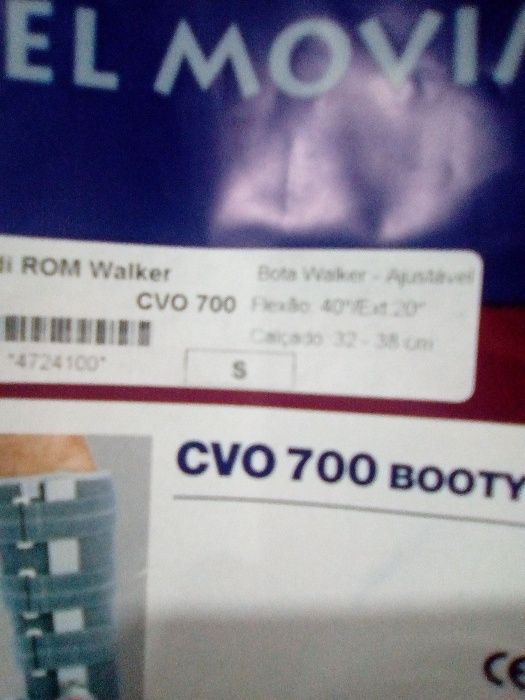 EL MOVI
di ROM Walker
Bota Walker - Ajustável
CVO 700
Flexão: 40°/Ext:20°
Calçado: 32 - 38 cm
*4724100*
S
CVO 700 BOOTY
CE